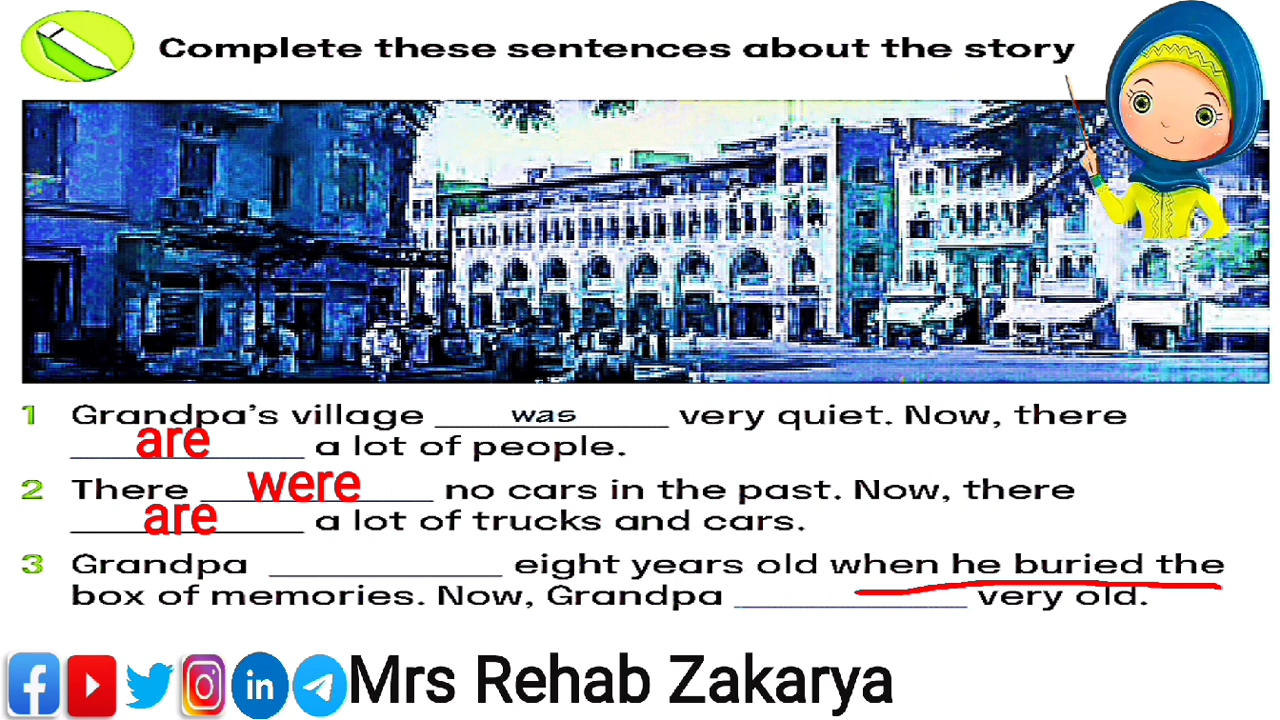 Complete these sentences about the story
1 Grandpa's village was very quiet. Now, there
are a lot of people.
2 There were no cars in the past. Now, there
are a lot of trucks and cars.
3 Grandpa ____________ eight years old when he buried the
box of memories. Now, Grandpa ____________ very old.
Mrs Rehab Zakarya